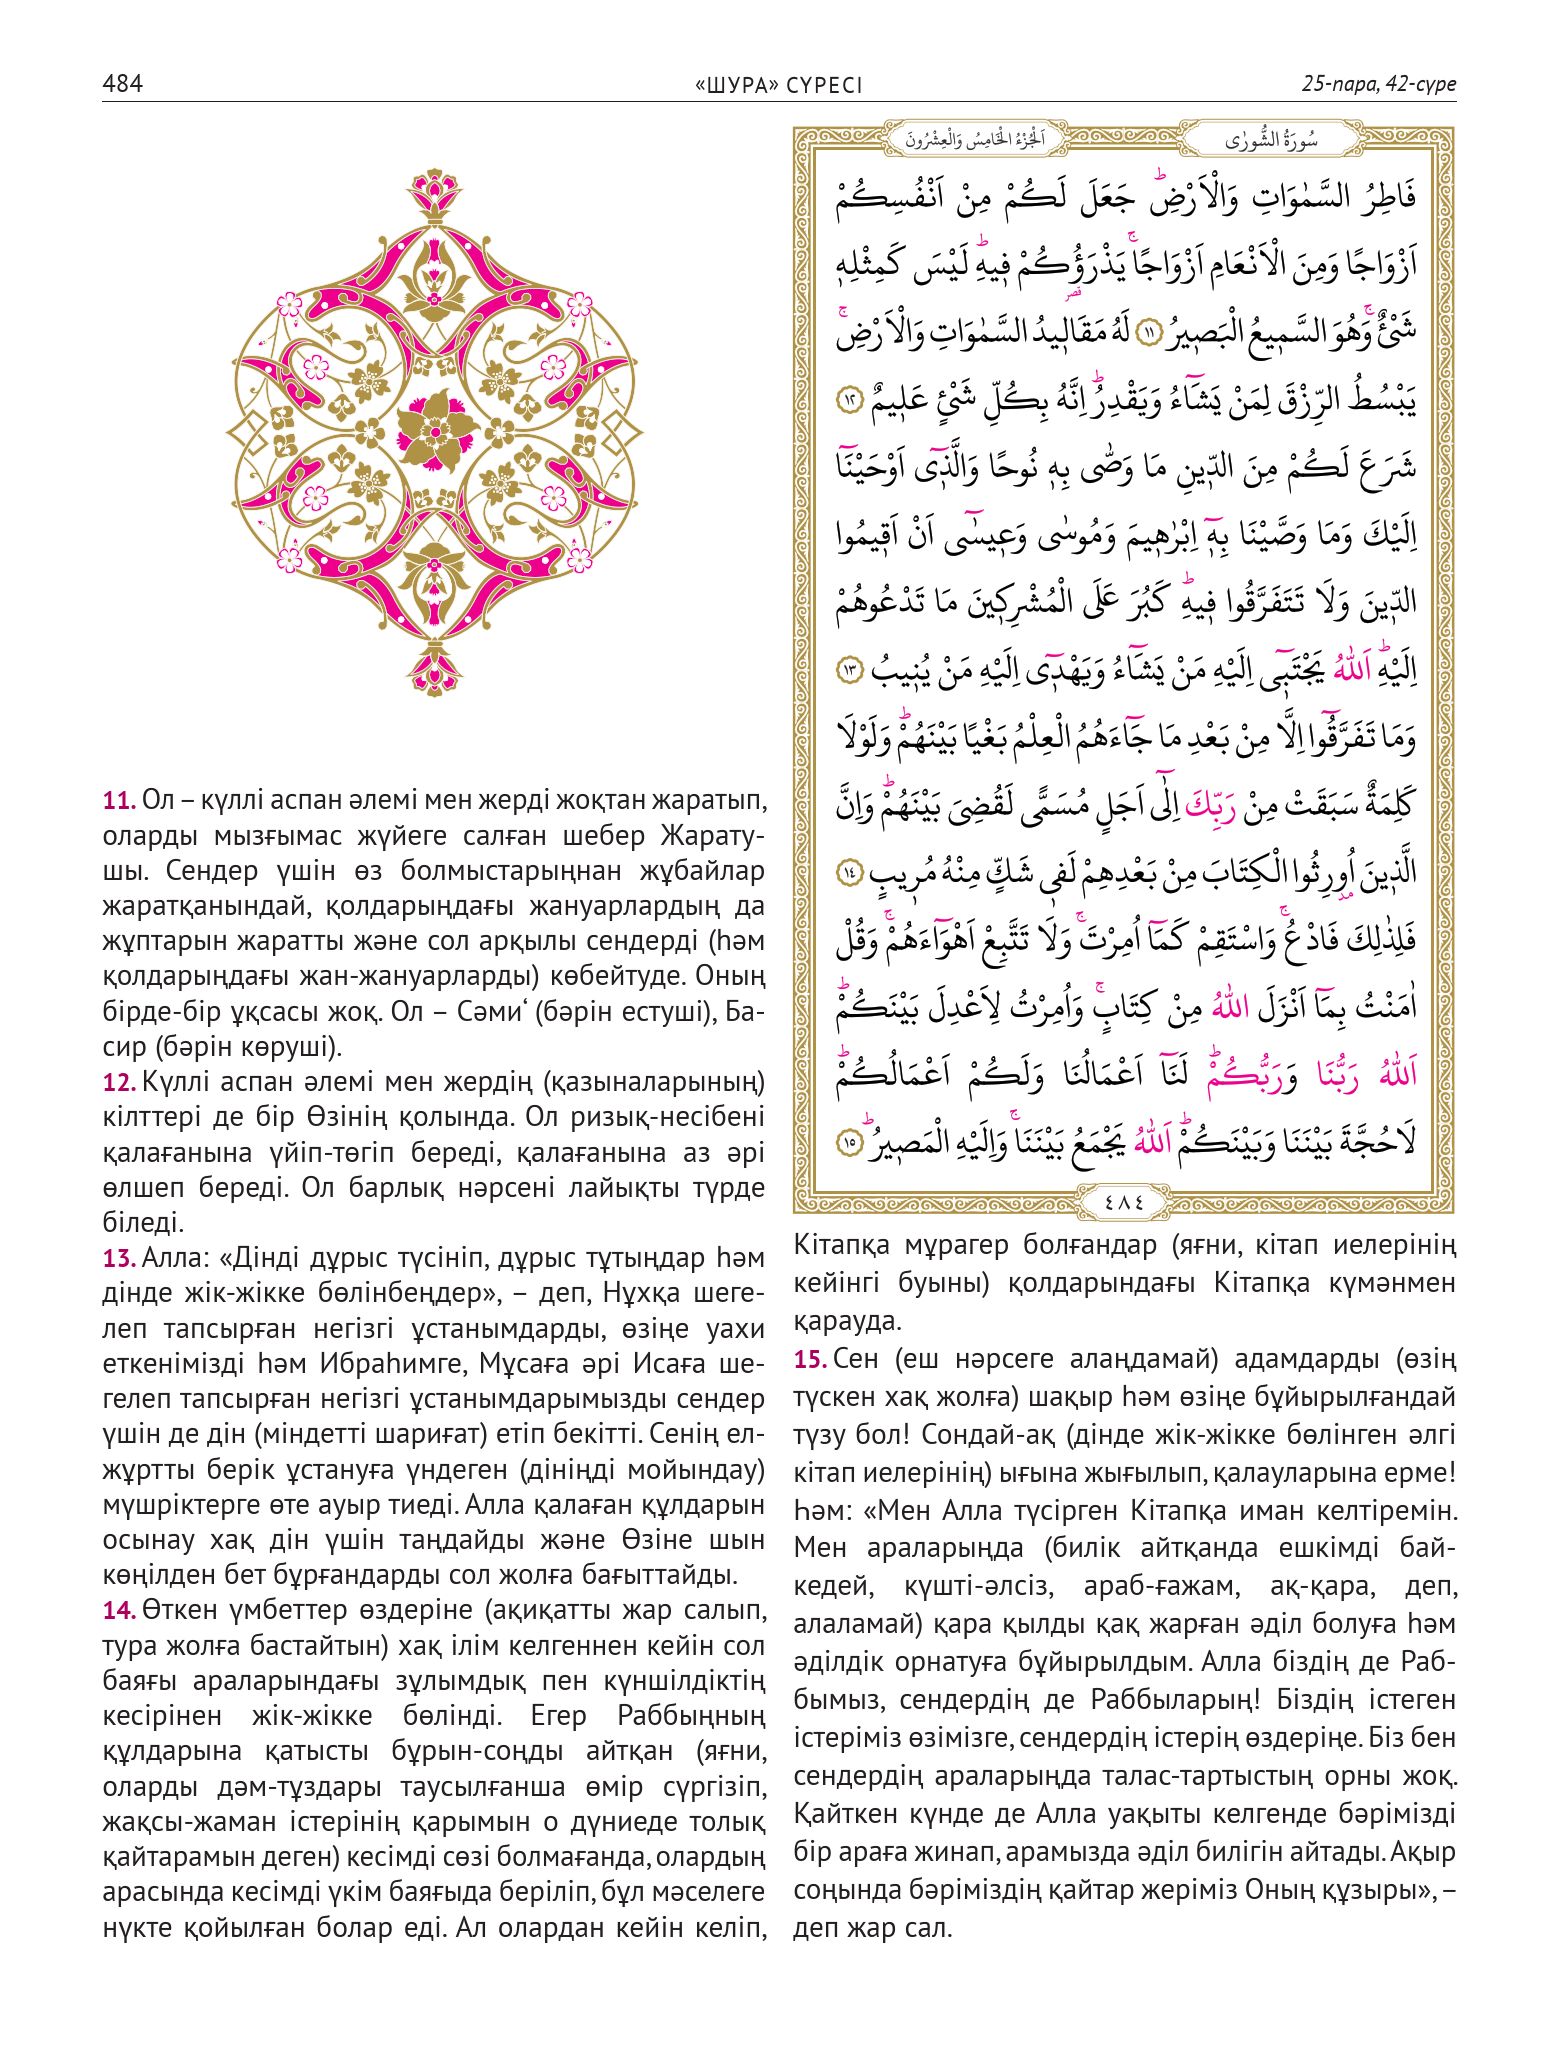 484
«ШУРА» СҮРЕСІ
25-пара, 42-сүре
اَلْجُزْءُ الْخَامِسُ وَالْعِشْرُونَ
سُورَةُ الشُّورٰى
فَاطِرُ السَّمٰوَاتِ وَالْاَرْضِۜ جَعَلَ لَكُمْ مِنْ اَنْفُسِكُمْ
اَزْوَاجًا وَمِنَ الْاَنْعَامِ اَزْوَاجًاۚ يَذْرَؤُكُمْ ف۪يهِۜ لَيْسَ كَمِثْلِه۪
شَيْءٌۚ وَهُوَ السَّم۪يعُ الْبَص۪يرُ ﴿١١﴾ لَهُ مَقَال۪يدُ السَّمٰوَاتِ وَالْاَرْضِۚ
يَبْسُطُ الرِّزْقَ لِمَنْ يَشَٓاءُ وَيَقْدِرُۜ اِنَّهُ بِكُلِّ شَيْءٍ عَل۪يمٌ ﴿١٢﴾
شَرَعَ لَكُمْ مِنَ الدّ۪ينِ مَا وَصّٰى بِه۪ نُوحًا وَالَّذ۪ٓي اَوْحَيْنَٓا
اِلَيْكَ وَمَا وَصَّيْنَا بِه۪ٓ اِبْرٰه۪يمَ وَمُوسٰى وَع۪يسٰٓى اَنْ اَق۪يمُوا
الدّ۪ينَ وَلَا تَتَفَرَّقُوا ف۪يهِۜ كَبُرَ عَلَى الْمُشْرِك۪ينَ مَا تَدْعُوهُمْ
اِلَيْهِۜ اَللّٰهُ يَجْتَب۪ٓي اِلَيْهِ مَنْ يَشَٓاءُ وَيَهْد۪ٓي اِلَيْهِ مَنْ يُن۪يبُ ﴿١٣﴾
وَمَا تَفَرَّقُٓوا اِلَّا مِنْ بَعْدِ مَا جَٓاءَهُمُ الْعِلْمُ بَغْيًا بَيْنَهُمْۜ وَلَوْلَا
كَلِمَةٌ سَبَقَتْ مِنْ رَبِّكَ اِلٰٓى اَجَلٍ مُسَمًّى لَقُضِيَ بَيْنَهُمْۜ وَاِنَّ
الَّذ۪ينَ اُو۫رِثُوا الْكِتَابَ مِنْ بَعْدِهِمْ لَف۪ي شَكٍّ مِنْهُ مُر۪يبٍ ﴿١٤﴾
فَلِذٰلِكَ فَادْعُۚ وَاسْتَقِمْ كَمَٓا اُمِرْتَۚ وَلَا تَتَّبِعْ اَهْوَٓاءَهُمْۚ وَقُلْ
اٰمَنْتُ بِمَٓا اَنْزَلَ اللّٰهُ مِنْ كِتَابٍۚ وَاُمِرْتُ لِاَعْدِلَ بَيْنَكُمْۜ
اَللّٰهُ رَبُّنَا وَرَبُّكُمْۜ لَنَٓا اَعْمَالُنَا وَلَكُمْ اَعْمَالُكُمْۜ
لَاحُجَّةَ بَيْنَنَا وَبَيْنَكُمْۜ اَللّٰهُ يَجْمَعُ بَيْنَنَاۚ وَاِلَيْهِ الْمَص۪يرُۜ ﴿١٥﴾
٤٨٤
11. Ол – күллі аспан әлемі мен жерді жоқтан жаратып,
оларды мызғымас жүйеге салған шебер Жарату-
шы. Сендер үшін өз болмыстарыңнан жұбайлар
жаратқанындай, қолдарыңдағы жануарлардың да
жұптарын жаратты және сол арқылы сендерді (һәм
қолдарыңдағы жан-жануарларды) көбейтуде. Оның
бірде-бір ұқсасы жоқ. Ол – Сәми‘ (бәрін естуші), Ба-
сир (бәрін көруші).
12. Күллі аспан әлемі мен жердің (қазыналарының)
кілттері де бір Өзінің қолында. Ол ризық-несібені
қалағанына үйіп-төгіп береді, қалағанына аз әрі
өлшеп береді. Ол барлық нәрсені лайықты түрде
біледі.
13. Алла: «Дінді дұрыс түсініп, дұрыс тұтыңдар һәм
дінде жік-жікке бөлінбеңдер», – деп, Нұхқа шеге-
леп тапсырған негізгі ұстанымдарды, өзіңе уахи
еткенімізді һәм Ибраһимге, Мұсаға әрі Исаға ше-
гелеп тапсырған негізгі ұстанымдарымызды сендер
үшін де дін (міндетті шариғат) етіп бекітті. Сенің ел-
жұртты берік ұстануға үндеген (дініңді мойындау)
мүшріктерге өте ауыр тиеді. Алла қалаған құлдарын
осынау хақ дін үшін таңдайды және Өзіне шын
көңілден бет бұрғандарды сол жолға бағыттайды.
14. Өткен үмбеттер өздеріне (ақиқатты жар салып,
тура жолға бастайтын) хақ ілім келгеннен кейін сол
баяғы араларындағы зұлымдық пен күншілдіктің
кесірінен жік-жікке бөлінді. Егер Раббыңның
құлдарына қатысты бұрын-соңды айтқан (яғни,
оларды дәм-тұздары таусылғанша өмір сүргізіп,
жақсы-жаман істерінің қарымын о дүниеде толық
қайтарамын деген) кесімді сөзі болмағанда, олардың
арасында кесімді үкім баяғыда беріліп, бұл мәселеге
нүкте қойылған болар еді. Ал олардан кейін келіп,
Кітапқа мұрагер болғандар (яғни, кітап иелерінің
кейінгі буыны) қолдарындағы Кітапқа күмәнмен
қарауда.
15. Сен (еш нәрсеге алаңдамай) адамдарды (өзің
түскен хақ жолға) шақыр һәм өзіңе бұйырылғандай
түзу бол! Сондай-ақ (дінде жік-жікке бөлінген әлгі
кітап иелерінің) ығына жығылып, қалауларына ерме!
Һәм: «Мен Алла түсірген Кітапқа иман келтіремін.
Мен араларыңда (билік айтқанда ешкімді бай-
кедей, күшті-әлсіз, араб-ғажам, ақ-қара, деп,
алаламай) қара қылды қақ жарған әділ болуға һәм
әділдік орнатуға бұйырылдым. Алла біздің де Раб-
бымыз, сендердің де Раббыларың! Біздің істеген
істеріміз өзімізге, сендердің істерің өздеріңе. Біз бен
сендердің араларыңда талас-тартыстың орны жоқ.
Қайткен күнде де Алла уақыты келгенде бәрімізді
бір араға жинап, арамызда әділ билігін айтады. Ақыр
соңында бәріміздің қайтар жеріміз Оның құзыры», –
деп жар сал.